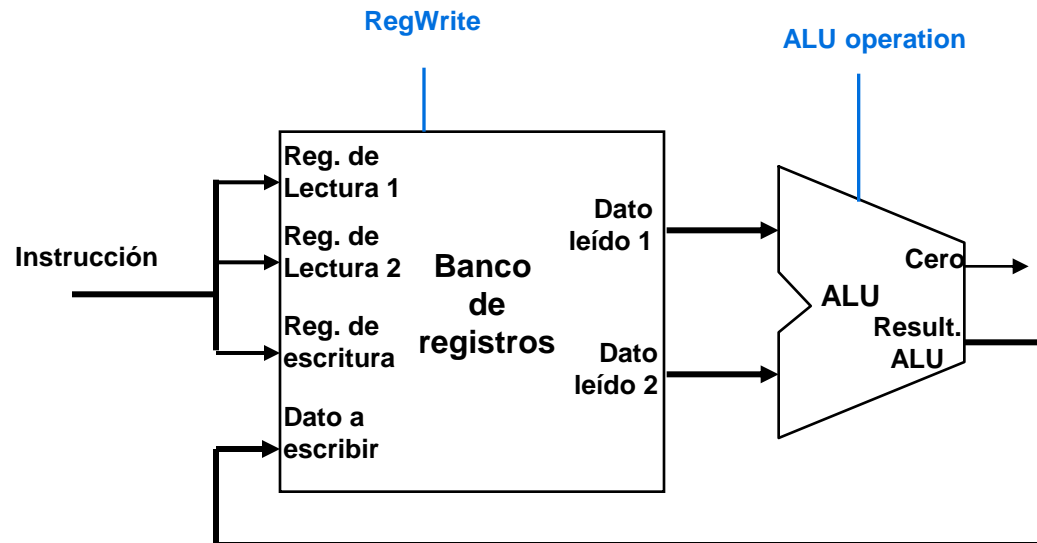 RegWrite
ALU operation
Reg. de
Lectura 1
Reg. de
Lectura 2
Instrucción
Reg. de
escritura
Dato a
escribir
Banco
de
registros
Dato
leído 1
Dato
leído 2
ALU
Cero
Result.
ALU